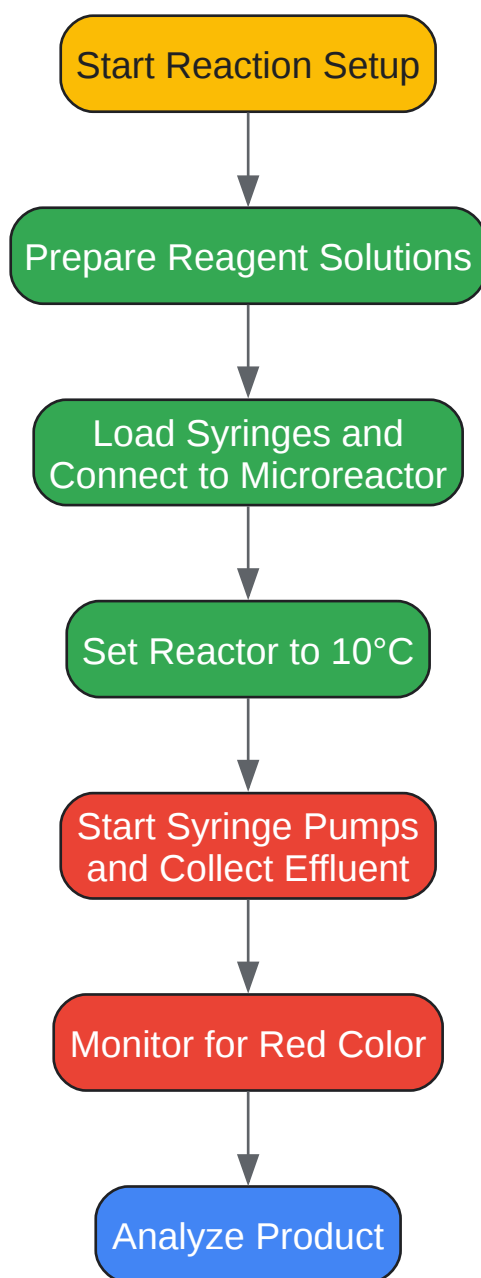 Start Reaction Setup
Prepare Reagent Solutions
Load Syringes and
Connect to Microreactor
Set Reactor to 10°C
Start Syringe Pumps
and Collect Effluent
Monitor for Red Color
Analyze Product